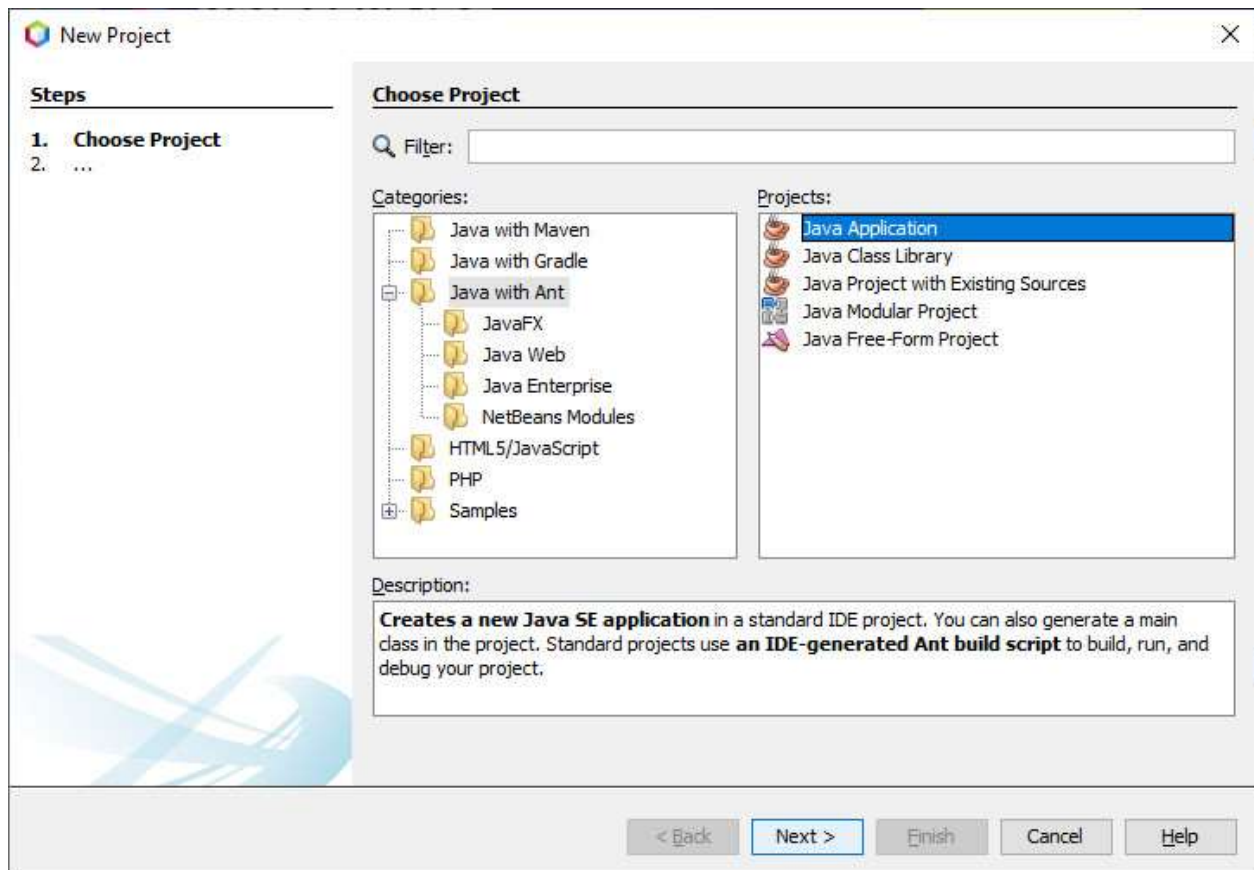 New Project
Steps
1. Choose Project
2. ...
Choose Project
Filter:
Categories:
Java with Maven
Java with Gradle
Java with Ant
JavaFX
Java Web
Java Enterprise
NetBeans Modules
HTML5/JavaScript
PHP
Samples
Projects:
Java Application
Java Class Library
Java Project with Existing Sources
Java Modular Project
Java Free-Form Project
Description:
Creates a new Java SE application in a standard IDE project. You can also generate a main
class in the project. Standard projects use an IDE-generated Ant build script to build, run, and
debug your project.
< Back
Next >
Finish
Cancel
Help